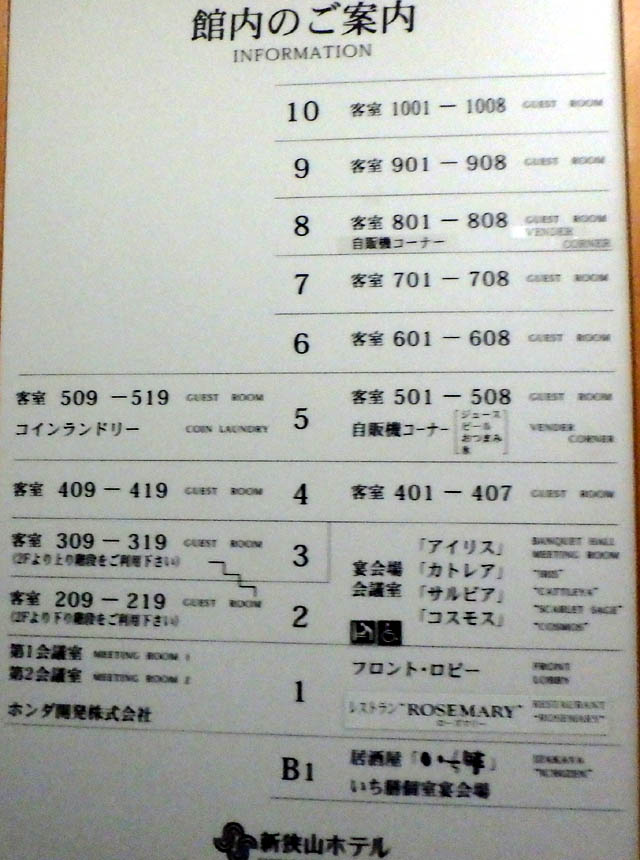 館内のご案内
INFORMATION
10 客室 1001 － 1008 GUEST ROOM
9 客室 901 － 908 GUEST ROOM
8 客室 801 － 808 GUEST ROOM
自販機コーナー VENDER CORNER
7 客室 701 － 708 GUEST ROOM
6 客室 601 － 608 GUEST ROOM
客室 509 －519 GUEST ROOM
コインランドリー COIN LAUNDRY
5
客室 501 － 508 GUEST ROOM
自販機コーナー
ジュース
ビール
おつまみ
氷
VENDER
CORNER
客室 409 － 419 GUEST ROOM 4 客室 401 － 407 GUEST ROOM
客室 309 － 319 GUEST ROOM
(2Fより上り階段をご利用下さい)
3
客室 209 － 219 GUEST ROOM
(2Fより下り階段をご利用下さい)
2
宴会場
会議室
「アイリス」
「カトレア」
「サルビア」
「コスモス」
BANQUET HALL
MEETING ROOM
"IRIS"
"CATTLEYA"
"SCARLET SAGE"
"COSMOS"
第1会議室 MEETING ROOM 1
第2会議室 MEETING ROOM 2
ホンダ開発株式会社
1
フロント・ロビー
FRONT
LOBBY
レストラン"ROSEMARY"
ローズマリー
RESTAURANT
"ROSEMARY"
B1
居酒屋
IZAKAYA
いち膳個室宴会場
新狭山ホテル